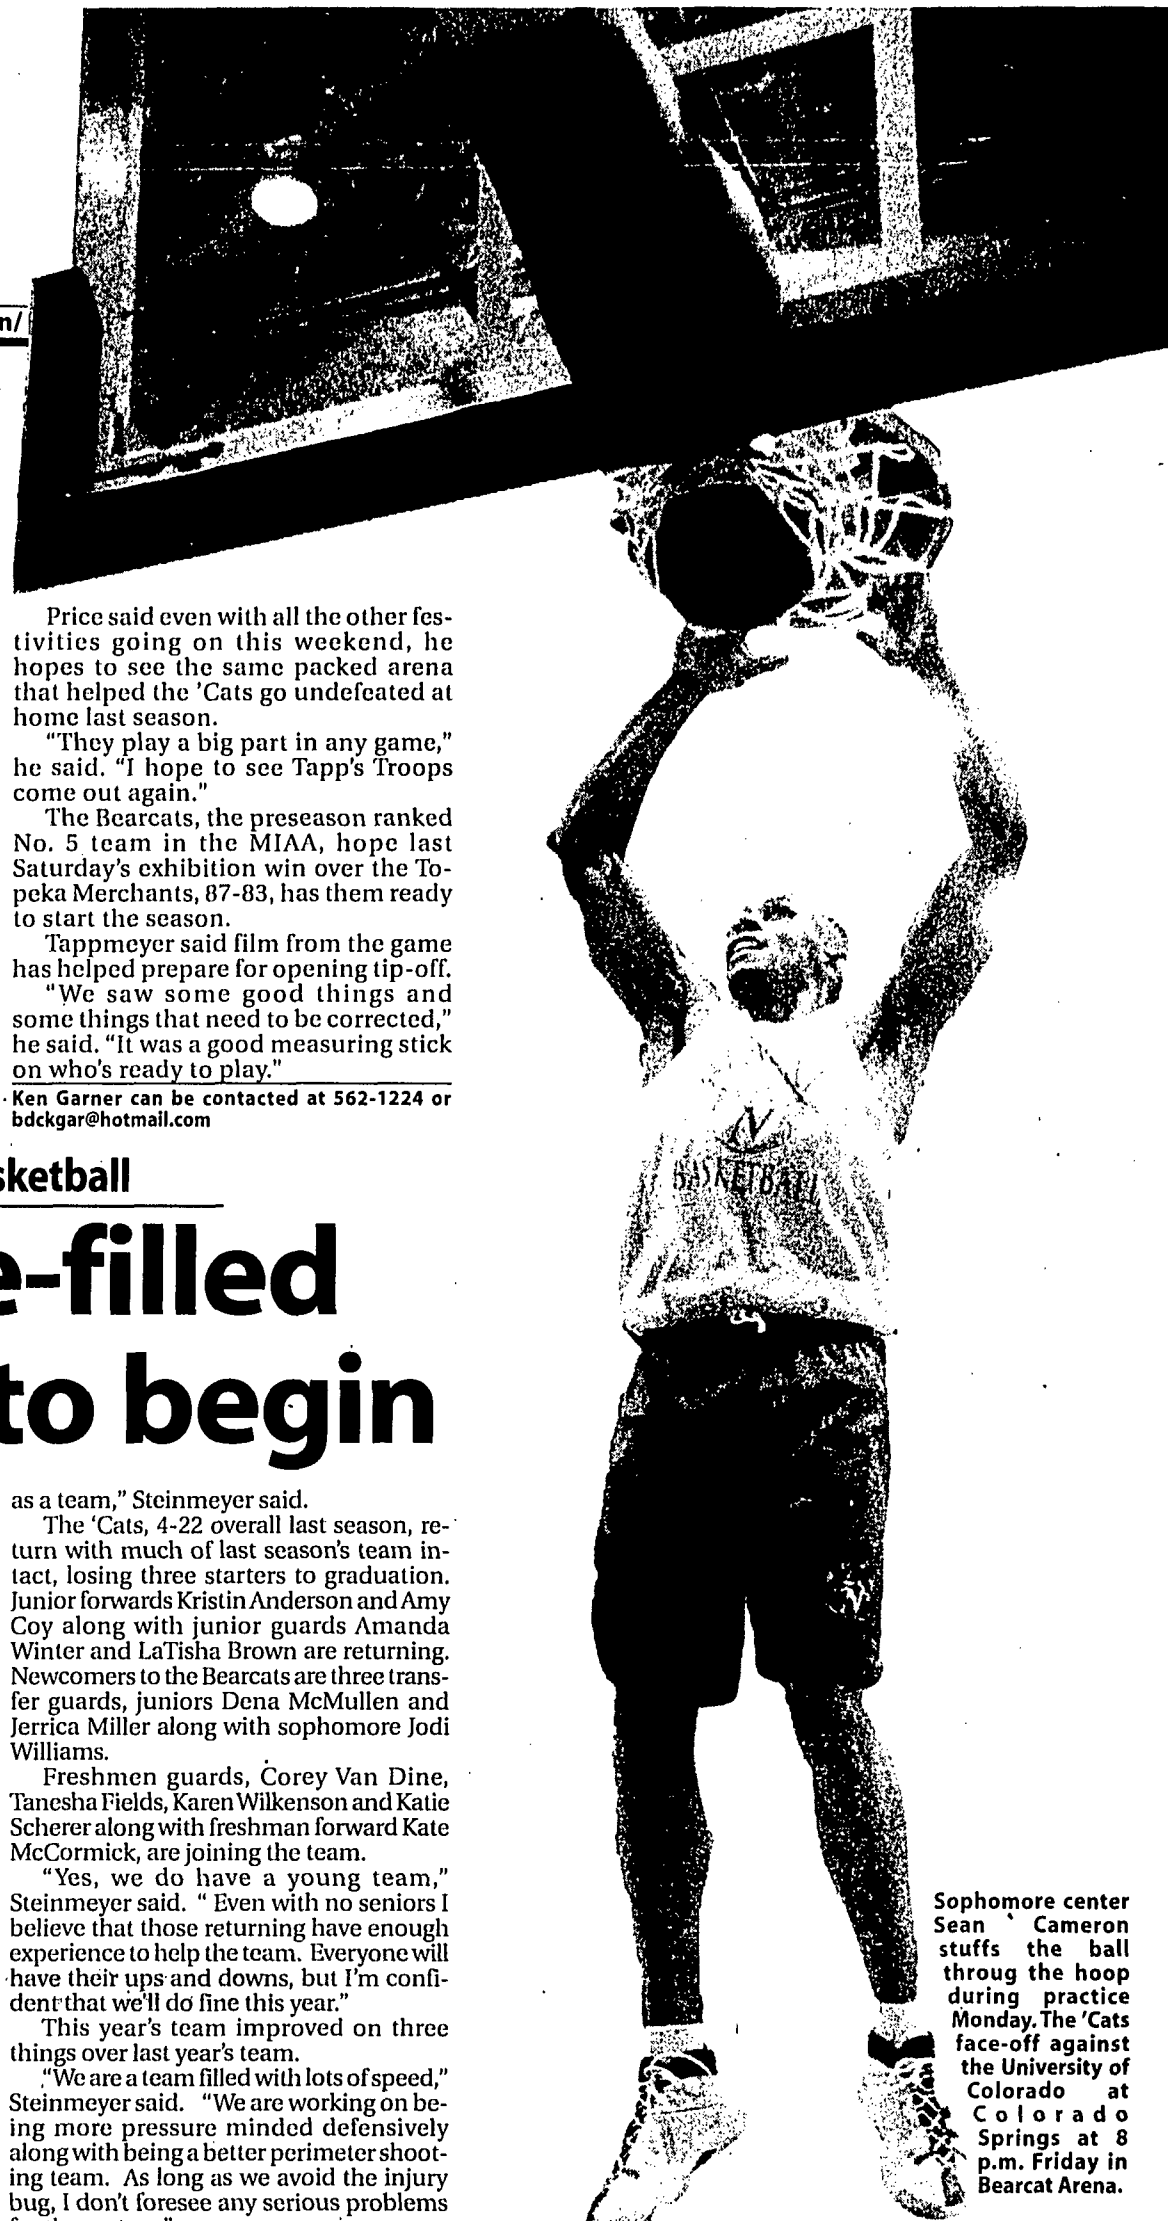 n/
Price said even with all the other fes-
tivities going on this weekend, he
hopes to see the same packed arena
that helped the 'Cats go undefeated at
home last season.
"They play a big part in any game,"
he said. "I hope to see Tapp's Troops
come out again."
The Bearcats, the preseason ranked
No. 5 team in the MIAA, hope last
Saturday's exhibition win over the To-
peka Merchants, 87-83, has them ready
to start the season.
Tappmeyer said film from the game
has helped prepare for opening tip-off.
"We saw some good things and
some things that need to be corrected,"
he said. "It was a good measuring stick
on who's ready to play."
Ken Garner can be contacted at 562-1224 or
bdckgar@hotmail.com
sketball
e-filled
to begin
as a team," Steinmeyer said.
The 'Cats, 4-22 overall last season, re-
turn with much of last season's team in-
tact, losing three starters to graduation.
Junior forwards Kristin Anderson and Amy
Coy along with junior guards Amanda
Winter and LaTisha Brown are returning.
Newcomers to the Bearcats are three trans-
fer guards, juniors Dena McMullen and
Jerrica Miller along with sophomore Jodi
Williams.
Freshmen guards, Corey Van Dine,
Tanesha Fields, Karen Wilkenson and Katie
Scherer along with freshman forward Kate
McCormick, are joining the team.
"Yes, we do have a young team,"
Steinmeyer said. " Even with no seniors I
believe that those returning have enough
experience to help the team. Everyone will
have their ups and downs, but I'm confi-
dent that we'll do fine this year."
This year's team improved on three
things over last year's team.
"We are a team filled with lots of speed,"
Steinmeyer said. "We are working on be-
ing more pressure minded defensively
along with being a better perimeter shoot-
ing team. As long as we avoid the injury
bug, I don't foresee any serious problems
N
BASKETBALL
N
Sophomore center
Sean Cameron
stuffs the ball
throug the hoop
during practice
Monday. The 'Cats
face-off against
the University of
Colorado at
Colorado
Springs at 8
p.m. Friday in
Bearcat Arena.